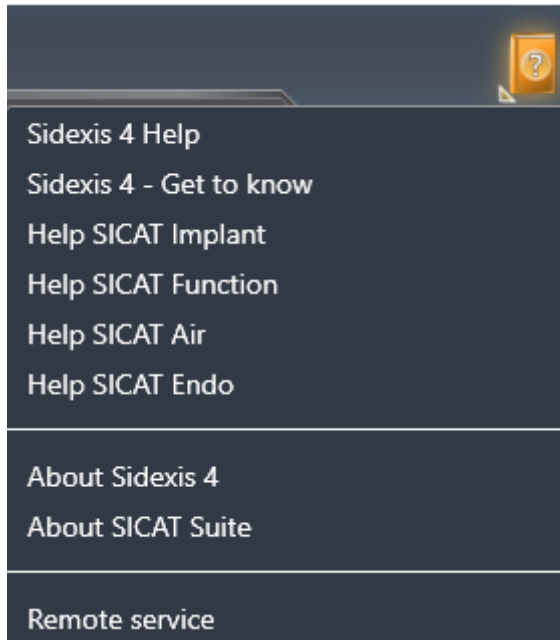 ?
Sidexis 4 Help
Sidexis 4 - Get to know
Help SICAT Implant
Help SICAT Function
Help SICAT Air
Help SICAT Endo
About Sidexis 4
About SICAT Suite
Remote service